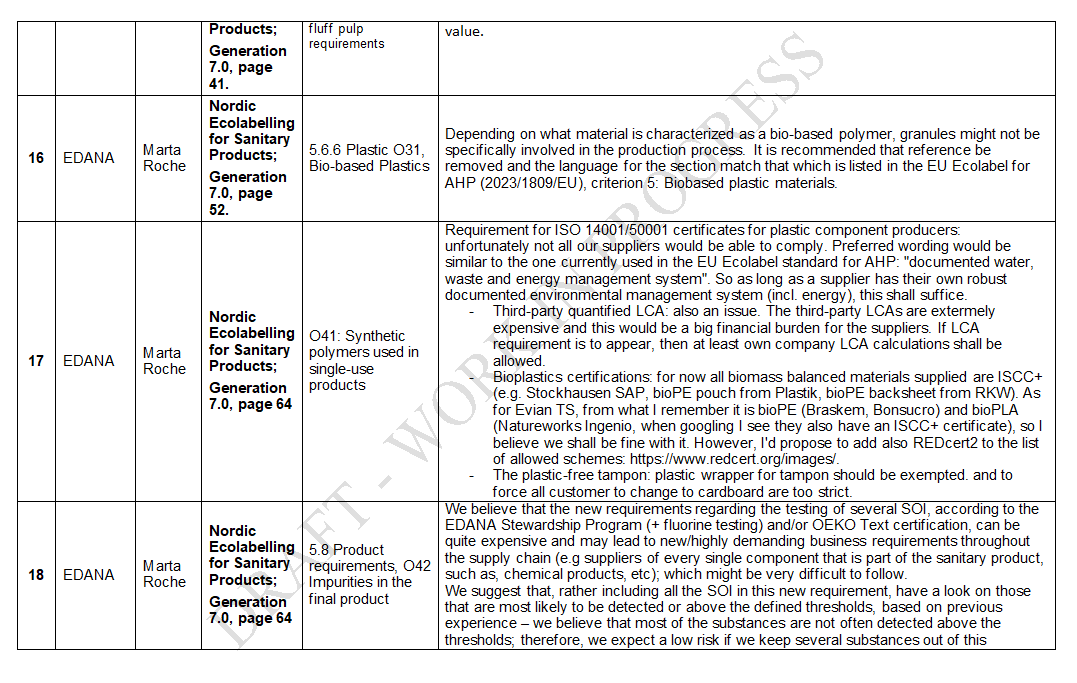 Products;
Generation
7.0, page
41.
fluff pulp
requirements
value.
16
EDANA
Marta
Roche
Nordic
Ecolabelling
for Sanitary
Products;
Generation
7.0, page
52.
5.6.6 Plastic O31,
Bio-based Plastics
Depending on what material is characterized as a bio-based polymer, granules might not be
specifically involved in the production process.  It is recommended that reference be
removed and the language for the section match that which is listed in the EU Ecolabel for
AHP (2023/1809/EU), criterion 5: Biobased plastic materials.
17
EDANA
Marta
Roche
Nordic
Ecolabelling
for Sanitary
Products;
Generation
7.0, page 64
O41: Synthetic
polymers used in
single-use
products
Requirement for ISO 14001/50001 certificates for plastic component producers:
unfortunately not all our suppliers would be able to comply. Preferred wording would be
similar to the one currently used in the EU Ecolabel standard for AHP: "documented water,
waste and energy management system". So as long as a supplier has their own robust
documented environmental management system (incl. energy), this shall suffice.
- Third-party quantified LCA: also an issue. The third-party LCAs are extermely
expensive and this would be a big financial burden for the suppliers. If LCA
requirement is to appear, then at least own company LCA calculations shall be
allowed.
- Bioplastics certifications: for now all biomass balanced materials supplied are ISCC+
(e.g. Stockhausen SAP, bioPE pouch from Plastik, bioPE backsheet from RKW). As
for Evian TS, from what I remember it is bioPE (Braskem, Bonsucro) and bioPLA
(Natureworks Ingenio, when googling I see they also have an ISCC+ certificate), so I
believe we shall be fine with it. However, I'd propose to add also REDcert2 to the list
of allowed schemes: https://www.redcert.org/images/.
- The plastic-free tampon: plastic wrapper for tampon should be exempted. and to
force all customer to change to cardboard are too strict.
18
EDANA
Marta
Roche
Nordic
Ecolabelling
for Sanitary
Products;
Generation
7.0, page 64
5.8 Product
requirements, O42
Impurities in the
final product
We believe that the new requirements regarding the testing of several SOI, according to the
EDANA Stewardship Program (+ fluorine testing) and/or OEKO Text certification, can be
quite expensive and may lead to new/highly demanding business requirements throughout
the supply chain (e.g suppliers of every single component that is part of the sanitary product,
such as, chemical products, etc); which might be very difficult to follow.
We suggest that, rather including all the SOI in this new requirement, have a look on those
that are most likely to be detected or above the defined thresholds, based on previous
experience – we believe that most of the substances are not often detected above the
thresholds; therefore, we expect a low risk if we keep several substances out of this
DRAFT - WORK IN PROGRESS